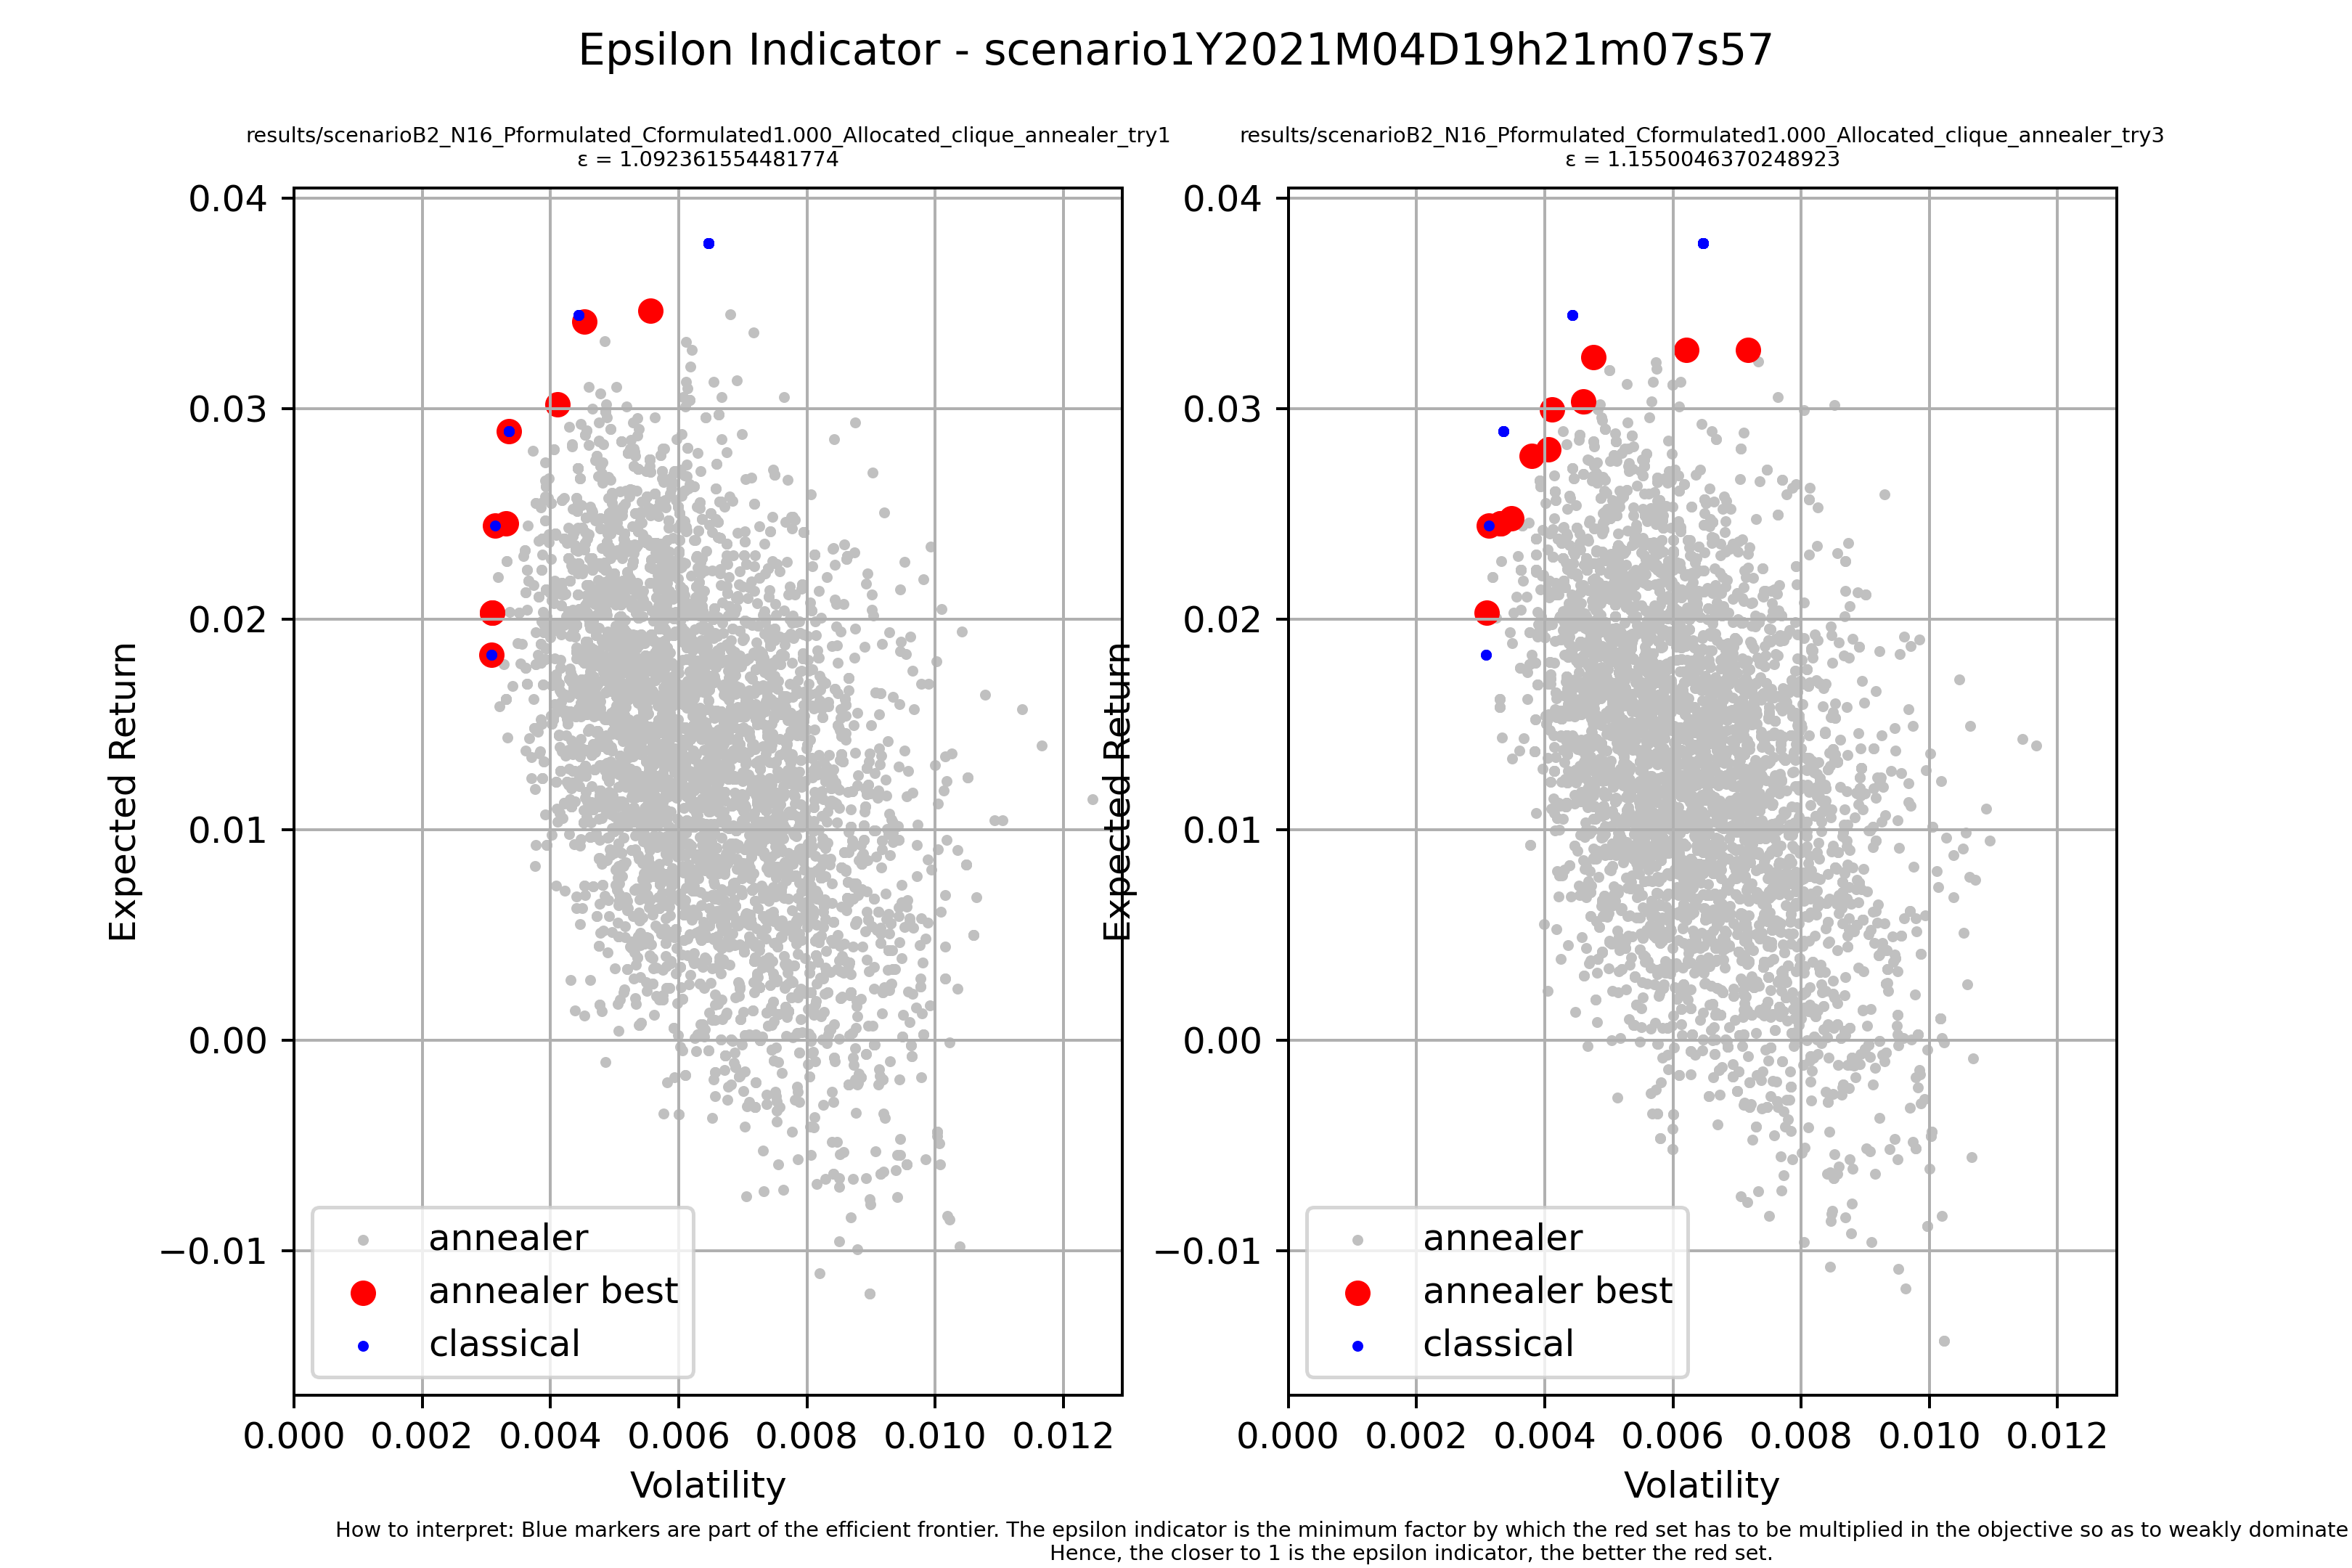 Epsilon Indicator - scenario1Y2021M04D19h21m07s57
results/scenarioB2_N16_Pformulated_Cformulated1.000_Allocated_clique_annealer_try1
ε = 1.092361554481774
0.04
0.03
0.02
0.01
0.00
−0.01
Expected Return
annealer
annealer best
classical
0.000 0.002 0.004 0.006 0.008 0.010 0.012
Volatility
results/scenarioB2_N16_Pformulated_Cformulated1.000_Allocated_clique_annealer_try3
ε = 1.1550046370248923
0.04
0.03
0.02
0.01
0.00
−0.01
Expected Return
annealer
annealer best
classical
0.000 0.002 0.004 0.006 0.008 0.010 0.012
Volatility
How to interpret: Blue markers are part of the efficient frontier. The epsilon indicator is the minimum factor by which the red set has to be multiplied in the objective so as to weakly dominate
Hence, the closer to 1 is the epsilon indicator, the better the red set.